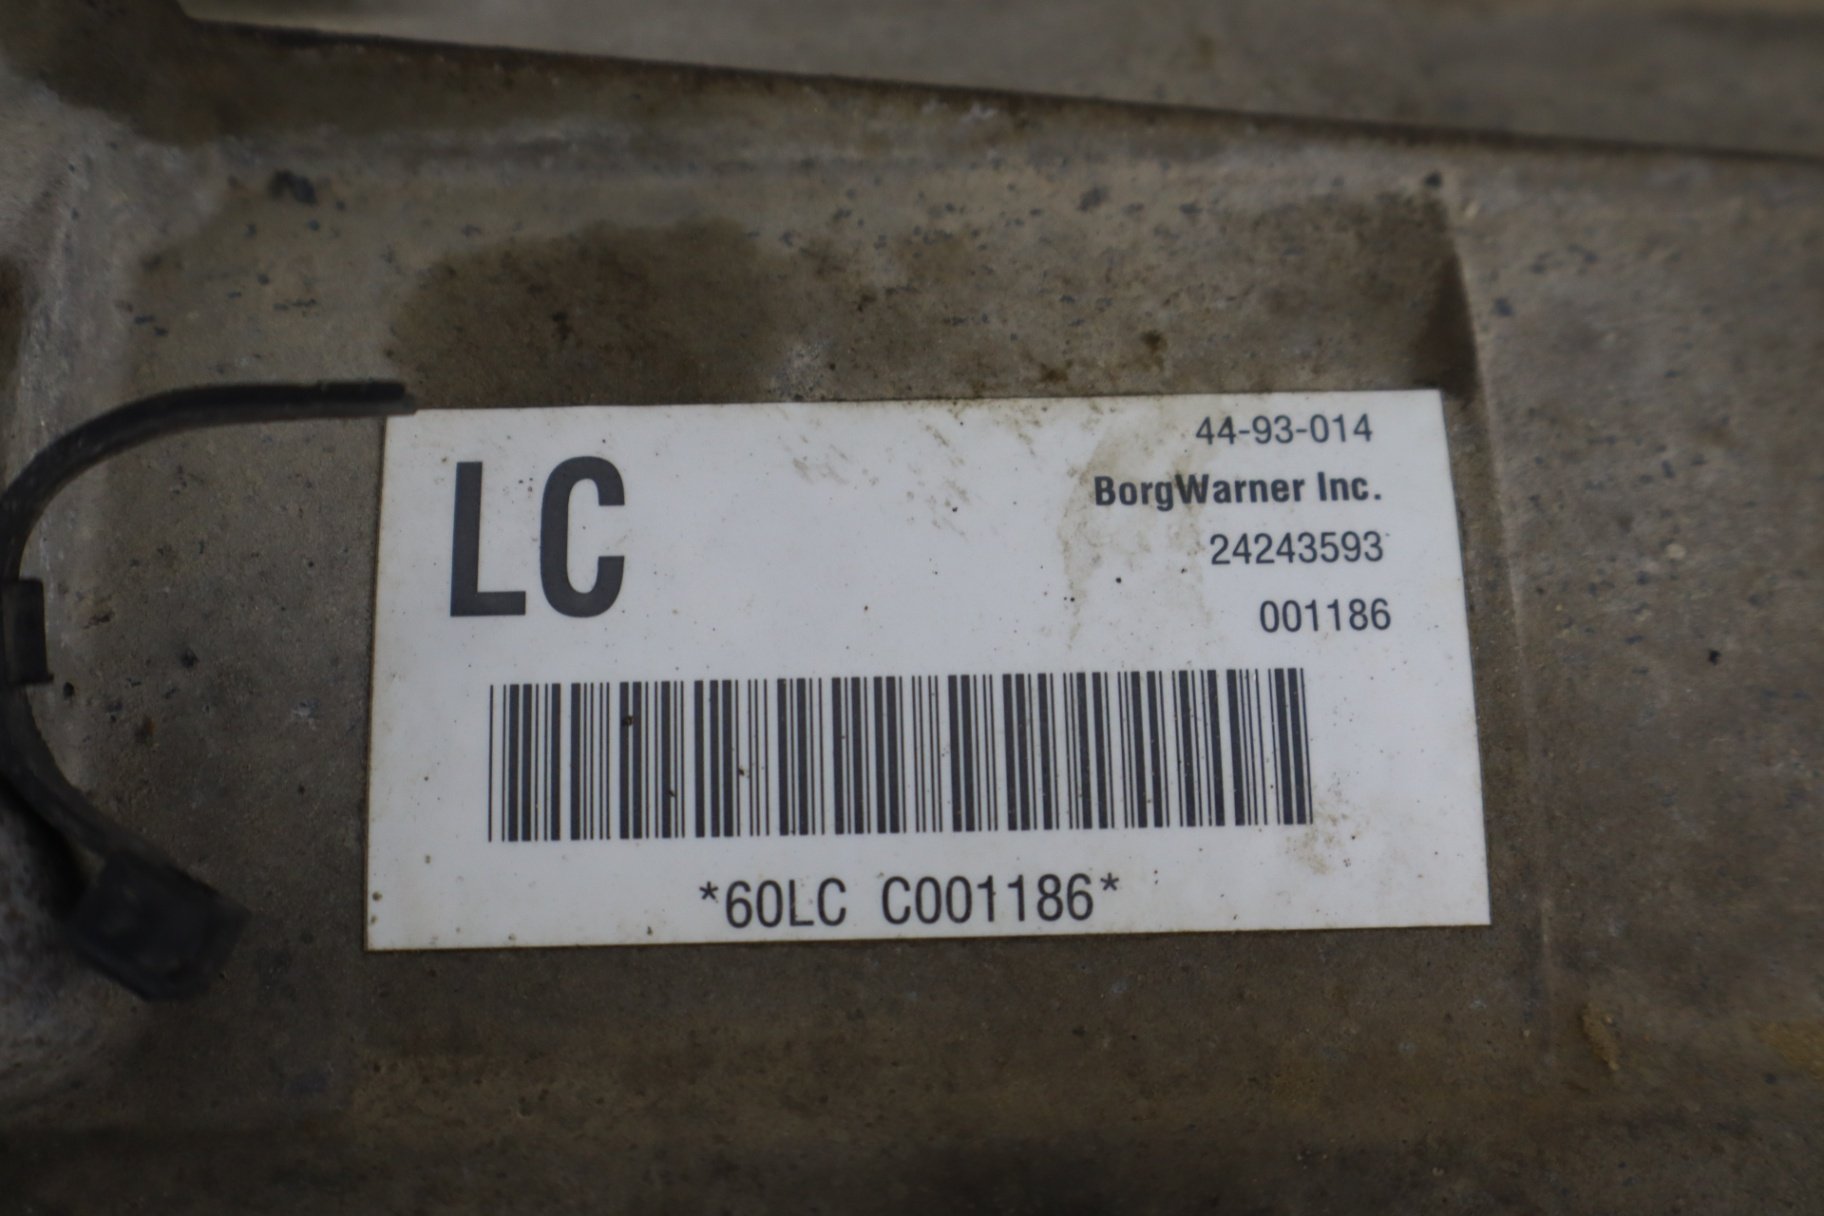 LC
44-93-014
BorgWarner Inc.
24243593
001186
*60LC C001186*